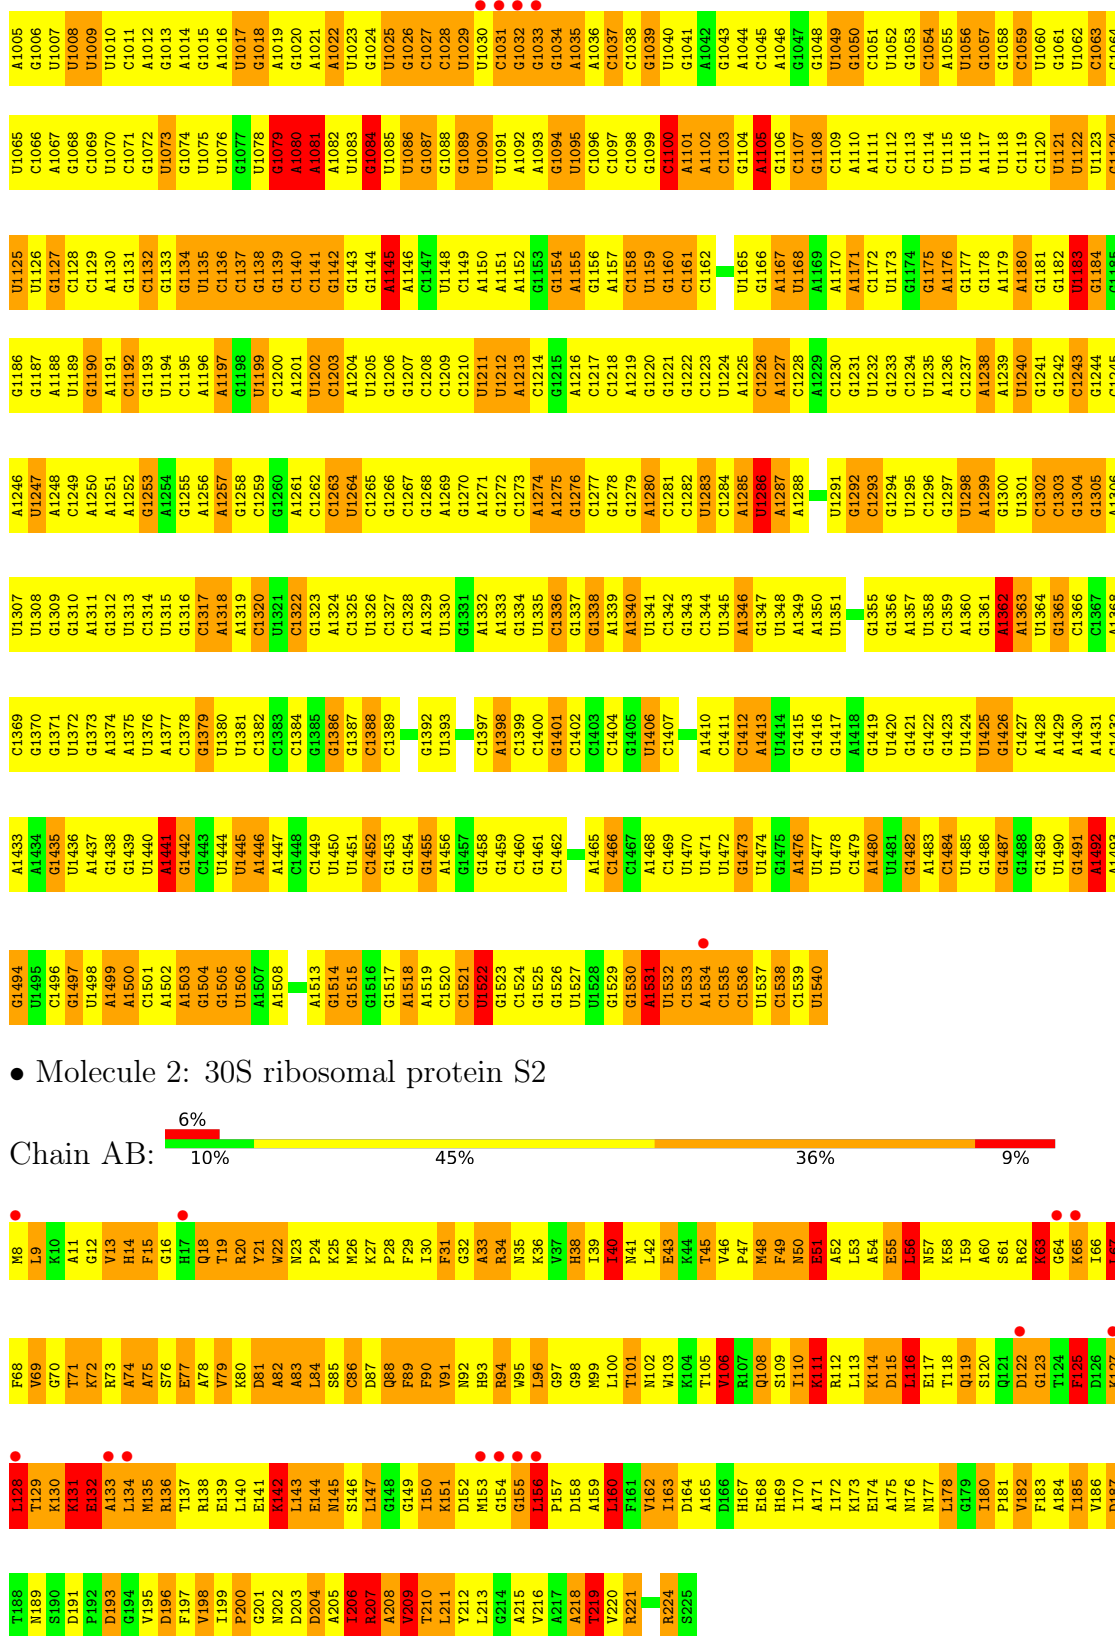 A1005 G1006 U1007 U1008 U1009 U1010 C1011 A1012 G1013 A1014 G1015 A1016 U1017 G1018 A1019 G1020 A1021 A1022 U1023 G1024 U1025 G1026 C1027 C1028 U1029 U1030 C1031 G1032 G1033 G1034 A1035 A1036 C1037 C1038 G1039 U1040 G1041 A1042 G1043 A1044 C1045 A1046 G1047 G1048 U1049 G1050 C1051 U1052 G1053 C1054 A1055 U1056 G1057 G1058 C1059 U1060 G1061 U1062 C1063
U1065 C1066 A1067 G1068 C1069 U1070 C1071 G1072 U1073 G1074 U1075 U1076 G1077 U1078 G1079 A1080 A1081 A1082 U1083 G1084 U1085 U1086 G1087 G1088 G1089 U1090 U1091 A1092 A1093 G1094 U1095 C1096 C1097 C1098 G1099 C1100 A1101 A1102 C1103 G1104 A1105 G1106 C1107 G1108 C1109 A1110 A1111 C1112 C1113 C1114 U1115 U1116 A1117 U1118 C1119 C1120 U1121 U1122 U1123 G1124
U1125 U1126 G1127 C1128 C1129 A1130 G1131 C1132 G1133 G1134 U1135 C1136 C1137 G1138 G1139 C1140 C1141 G1142 G1143 G1144 A1145 A1146 C1147 U1148 C1149 A1150 A1151 A1152 G1153 G1154 A1155 G1156 A1157 C1158 U1159 G1160 C1161 C1162 U1165 G1166 A1167 U1168 A1169 A1170 A1171 C1172 U1173 G1174 G1175 A1176 G1177 G1178 A1179 A1180 G1181 G1182 U1183 G1184
G1186 G1187 A1188 U1189 G1190 A1191 C1192 G1193 U1194 C1195 A1196 A1197 G1198 U1199 C1200 A1201 U1202 C1203 A1204 U1205 G1206 G1207 C1208 C1209 C1210 U1211 U1212 A1213 C1214 G1215 A1216 C1217 C1218 A1219 G1220 G1221 G1222 C1223 U1224 A1225 C1226 A1227 C1228 A1229 C1230 G1231 U1232 G1233 C1234 U1235 A1236 C1237 A1238 A1239 U1240 G1241 G1242 C1243 G1244
A1246 U1247 A1248 C1249 A1250 A1251 A1252 G1253 A1254 G1255 A1256 A1257 G1258 C1259 G1260 A1261 C1262 C1263 U1264 C1265 G1266 C1267 G1268 A1269 G1270 A1271 G1272 C1273 A1274 A1275 G1276 C1277 G1278 G1279 A1280 C1281 C1282 U1283 C1284 A1285 U1286 A1287 A1288 U1291 G1292 C1293 G1294 U1295 C1296 G1297 U1298 A1299 G1300 U1301 C1302 C1303 G1304 G1305 A1306
U1307 U1308 G1309 G1310 A1311 G1312 U1313 C1314 U1315 G1316 C1317 A1318 A1319 C1320 U1321 C1322 G1323 A1324 C1325 U1326 C1327 C1328 A1329 U1330 G1331 A1332 A1333 G1334 U1335 C1336 G1337 G1338 A1339 A1340 U1341 C1342 G1343 C1344 U1345 A1346 G1347 U1348 A1349 A1350 U1351 G1355 G1356 A1357 U1358 C1359 A1360 G1361 A1362 A1363 U1364 G1365 C1366 C1367 A1368
C1369 G1370 G1371 U1372 G1373 A1374 A1375 U1376 A1377 C1378 G1379 U1380 U1381 C1382 C1383 C1384 G1385 G1386 G1387 C1388 C1389 G1392 U1393 C1397 A1398 C1399 C1400 G1401 C1402 C1403 C1404 G1405 U1406 C1407 A1410 C1411 C1412 A1413 U1414 G1415 G1416 G1417 A1418 G1419 U1420 G1421 G1422 G1423 U1424 U1425 G1426 C1427 A1428 A1429 A1430 A1431 G1432
A1433 A1434 G1435 U1436 A1437 G1438 G1439 U1440 A1441 G1442 C1443 U1444 U1445 A1446 A1447 C1448 C1449 U1450 U1451 C1452 G1453 G1454 G1455 A1456 G1457 G1458 G1459 C1460 G1461 C1462 A1465 C1466 C1467 A1468 C1469 U1470 U1471 U1472 G1473 U1474 G1475 A1476 U1477 U1478 C1479 A1480 U1481 G1482 A1483 C1484 U1485 G1486 G1487 G1488 G1489 U1490 G1491 A1492 A1493
G1494 U1495 C1496 G1497 U1498 A1499 A1500 C1501 A1502 A1503 G1504 G1505 U1506 A1507 A1508 A1513 G1514 G1515 G1516 G1517 A1518 A1519 C1520 C1521 U1522 G1523 C1524 G1525 G1526 U1527 U1528 G1529 G1530 A1531 U1532 C1533 A1534 C1535 C1536 U1537 C1538 C1539 U1540
• Molecule 2: 30S ribosomal protein S2
6%
Chain AB:
10% 45% 36% 9%
M8 L9 K10 A11 G12 V13 H14 F15 G16 H17 Q18 T19 R20 Y21 W22 N23 P24 K25 M26 K27 P28 F29 I30 F31 G32 A33 R34 N35 K36 V37 H38 I39 I40 N41 L42 E43 K44 T45 V46 P47 M48 F49 N50 E51 A52 L53 A54 E55 L56 N57 K58 I59 A60 S61 R62 K63 G64 K65 I66 L67
F68 V69 G70 T71 K72 R73 A74 A75 S76 E77 A78 V79 K80 D81 A82 A83 L84 S85 C86 D87 Q88 F89 F90 V91 N92 H93 R94 W95 L96 G97 G98 M99 L100 T101 N102 W103 K104 T105 V106 R107 Q108 S109 I110 K111 R112 L113 K114 D115 L116 E117 T118 Q119 S120 Q121 D122 G123 T124 F125 D126 K127
L128 T129 K130 K131 E132 A133 L134 M135 R136 T137 R138 E139 L140 E141 K142 L143 E144 N145 S146 L147 G148 G149 I150 K151 D152 M153 G154 G155 L156 P157 D158 A159 L160 F161 V162 I163 D164 A165 D166 H167 E168 H169 I170 A171 I172 K173 E174 A175 N176 N177 L178 G179 I180 P181 V182 F183 A184 I185 V186 D187
T188 N189 S190 D191 P192 D193 G194 V195 D196 F197 V198 I199 P200 G201 N202 D203 D204 A205 I206 R207 A208 V209 T210 L211 Y212 L213 G214 A215 V216 A217 A218 T219 V220 R221 R224 S225